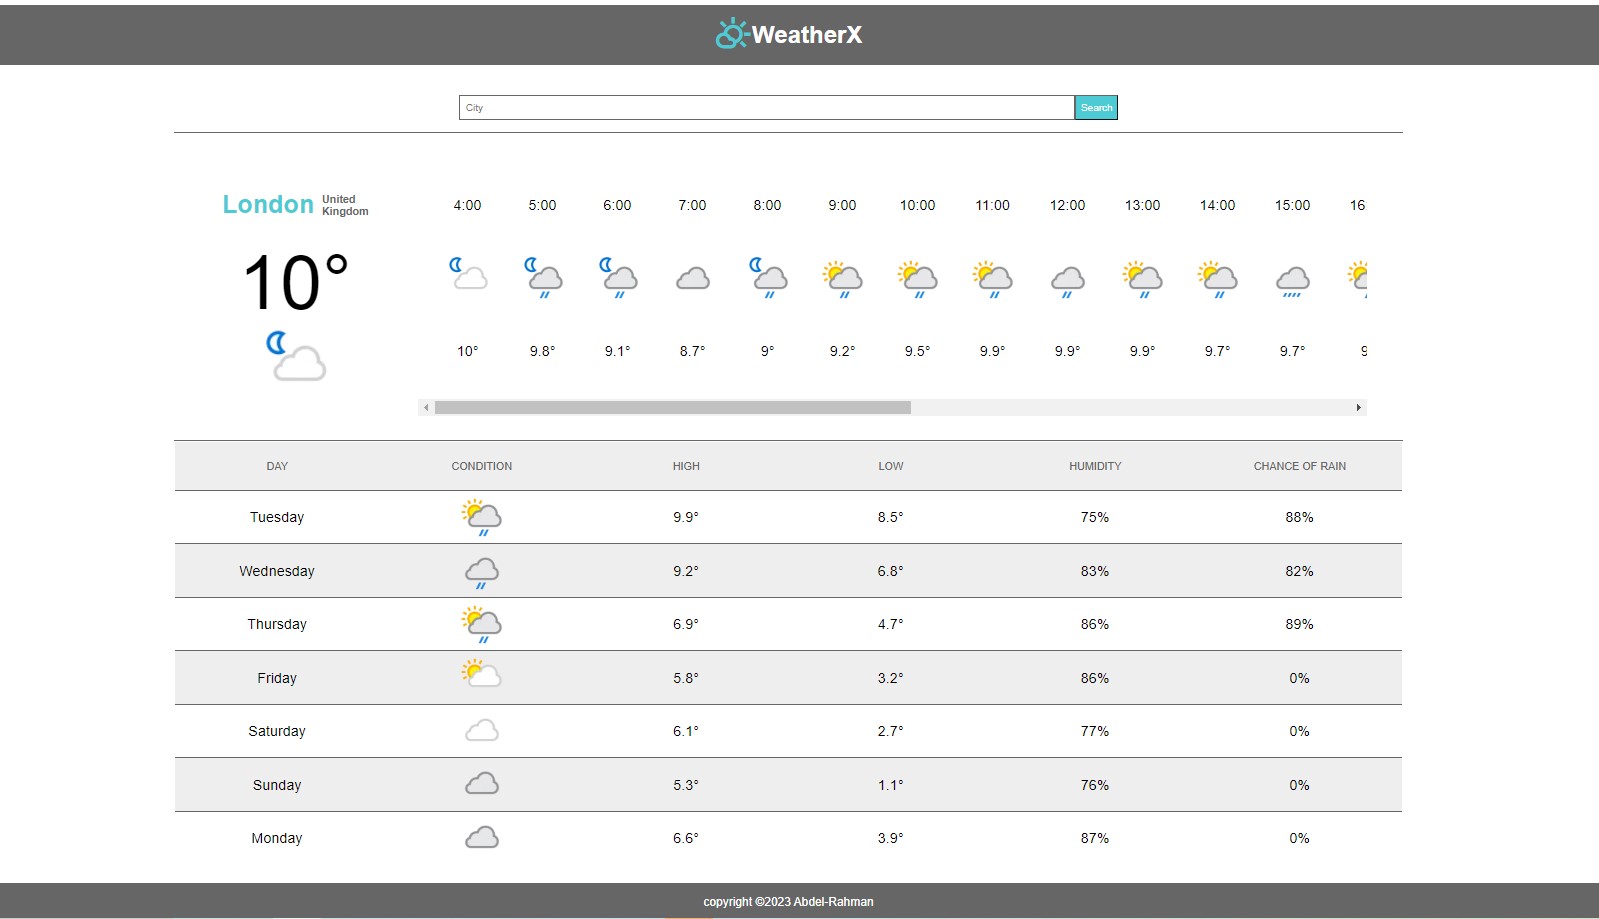 WeatherX
City
Search
London United Kingdom
4:00 5:00 6:00 7:00 8:00 9:00 10:00 11:00 12:00 13:00 14:00 15:00 16:
10°
10° 9.8° 9.1° 8.7° 9° 9.2° 9.5° 9.9° 9.9° 9.9° 9.7° 9.7° 9
DAY CONDITION HIGH LOW HUMIDITY CHANCE OF RAIN
Tuesday 9.9° 8.5° 75% 88%
Wednesday 9.2° 6.8° 83% 82%
Thursday 6.9° 4.7° 86% 89%
Friday 5.8° 3.2° 86% 0%
Saturday 6.1° 2.7° 77% 0%
Sunday 5.3° 1.1° 76% 0%
Monday 6.6° 3.9° 87% 0%
copyright ©2023 Abdel-Rahman